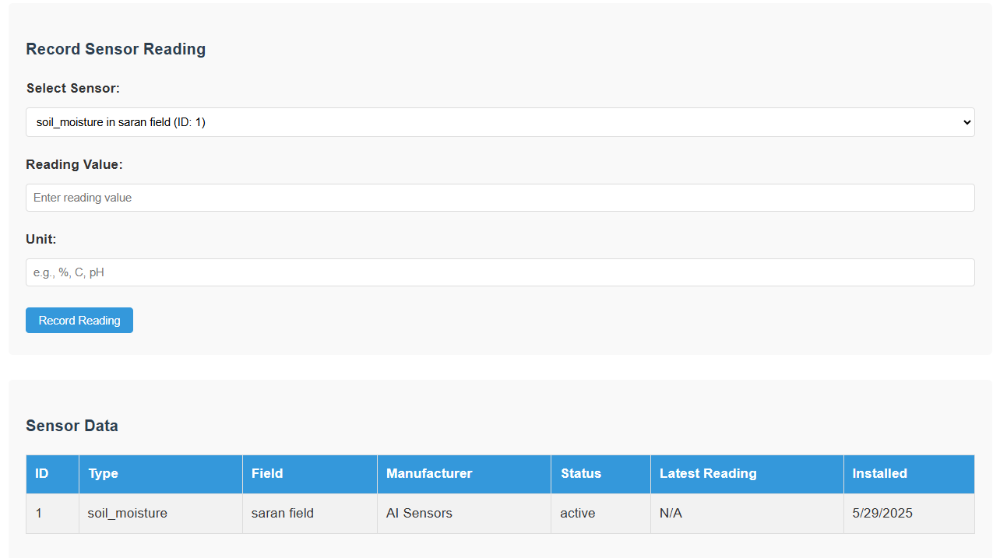 Record Sensor Reading
Select Sensor:
soil_moisture in saran field (ID: 1)
Reading Value:
Enter reading value
Unit:
e.g., %, C, pH
Record Reading
Sensor Data
ID Type Field Manufacturer Status Latest Reading Installed
1 soil_moisture saran field AI Sensors active N/A 5/29/2025